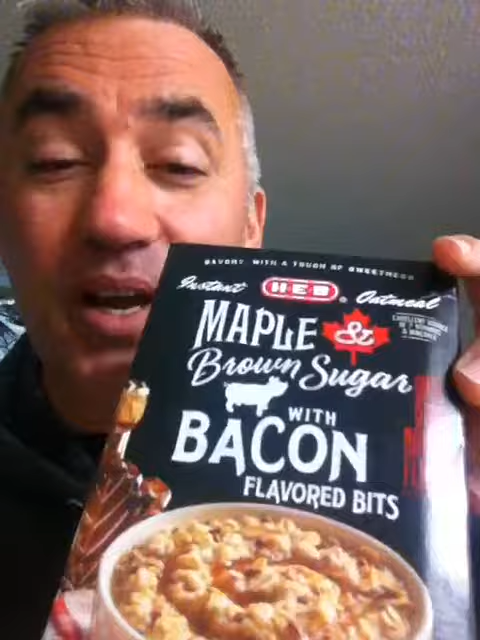 SAVORY WITH A TOUCH OF SWEETNESS
Instant H-E-B® Oatmeal
MAPLE &
Brown Sugar
WITH
BACON
FLAVORED BITS